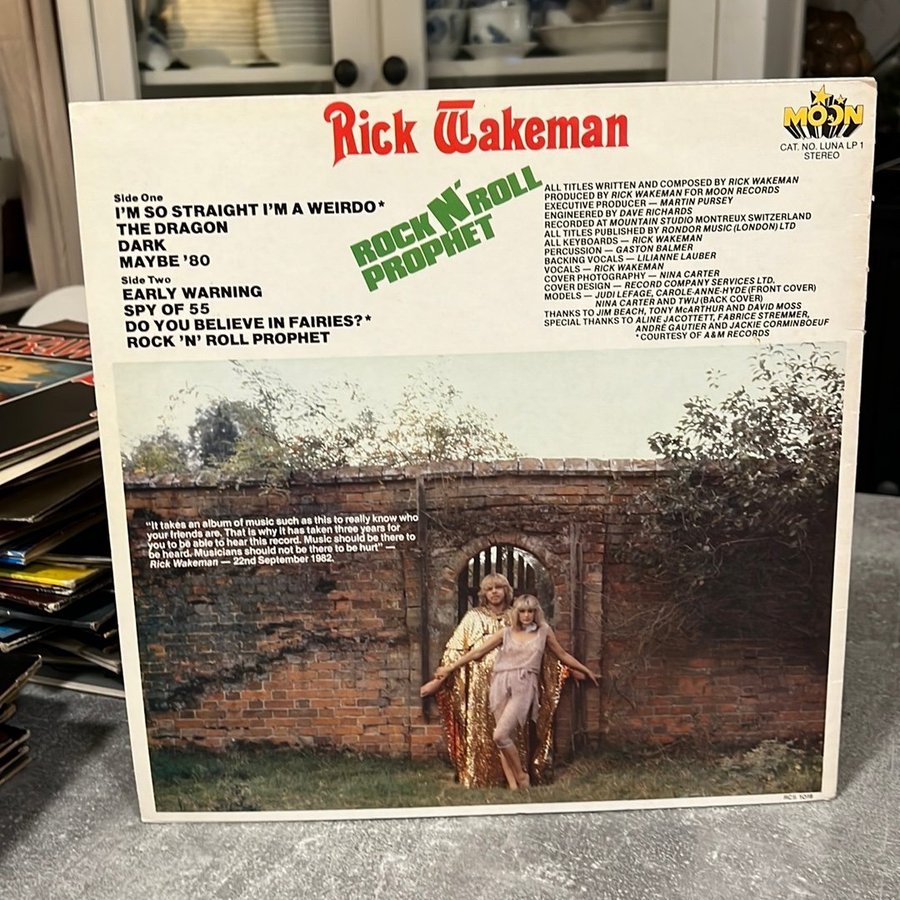 Rick Wakeman
MOON
CAT. NO. LUNA LP 1
STEREO
ROCK N' ROLL
PROPHET
Side One
I'M SO STRAIGHT I'M A WEIRDO*
THE DRAGON
DARK
MAYBE '80
Side Two
EARLY WARNING
SPY OF 55
DO YOU BELIEVE IN FAIRIES?*
ROCK 'N' ROLL PROPHET
ALL TITLES WRITTEN AND COMPOSED BY RICK WAKEMAN
PRODUCED BY RICK WAKEMAN FOR MOON RECORDS
EXECUTIVE PRODUCER — MARTIN PURSEY
ENGINEERED BY DAVE RICHARDS
RECORDED AT MOUNTAIN STUDIO MONTREUX SWITZERLAND
ALL TITLES PUBLISHED BY RONDOR MUSIC (LONDON) LTD
ALL KEYBOARDS — RICK WAKEMAN
PERCUSSION — GASTON BALMER
BACKING VOCALS — LILIANNE LAUBER
VOCALS — RICK WAKEMAN
COVER PHOTOGRAPHY — NINA CARTER
COVER DESIGN — RECORD COMPANY SERVICES LTD.
MODELS — JUDI LEFAGE, CAROLE-ANNE-HYDE (FRONT COVER)
NINA CARTER AND TWIJ (BACK COVER)
THANKS TO JIM BEACH, TONY McARTHUR AND DAVID MOSS
SPECIAL THANKS TO ALINE JACOTTETT, FABRICE STREMMER,
ANDRÉ GAUTIER AND JACKIE CORMINBOEUF
*COURTESY OF A&M RECORDS
"It takes an album of music such as this to really know who
your friends are. That is why it has taken three years for
you to be able to hear this record. Music should be there to
be heard. Musicians should not be there to be hurt" —
Rick Wakeman — 22nd September 1982.